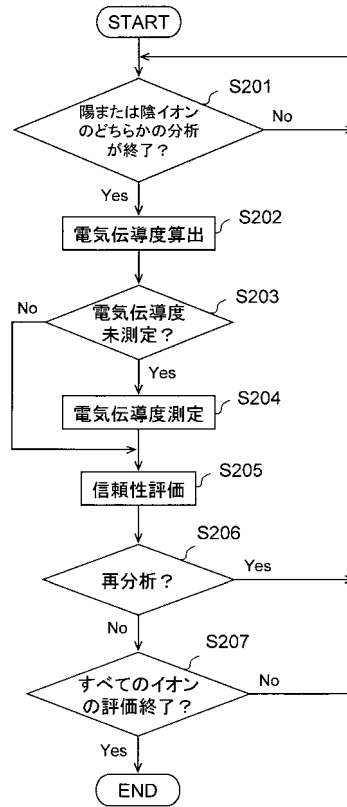 START
S201
陽または陰イオン
のどちらかの分析
が終了？
No
Yes
S202
電気伝導度算出
S203
No
電気伝導度
未測定？
Yes
S204
電気伝導度測定
S205
信頼性評価
S206
再分析？
Yes
No
S207
すべてのイオン
の評価終了？
No
Yes
END